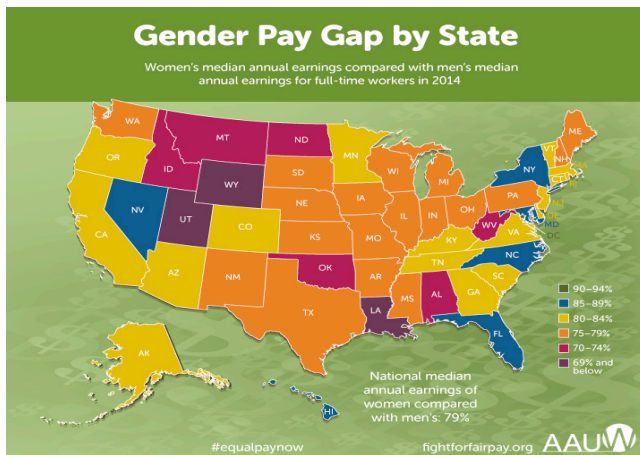 Gender Pay Gap by State
Women's median annual earnings compared with men's median
annual earnings for full-time workers in 2014
WA
MT
ND
MN
ME
VT
NH
OR
ID
WY
SD
WI
MI
NY
MA
RI
CT
NV
UT
CO
NE
IA
IL
IN
OH
PA
NJ
DE
MD
DC
CA
KS
MO
KY
WV
VA
AZ
NM
OK
AR
TN
NC
SC
TX
LA
MS
AL
GA
FL
AK
HI
90–94%
85–89%
80–84%
75–79%
70–74%
69% and
below
National median
annual earnings of
women compared
with men's: 79%
#equalpaynow
fightforfairpay.org
AAUW